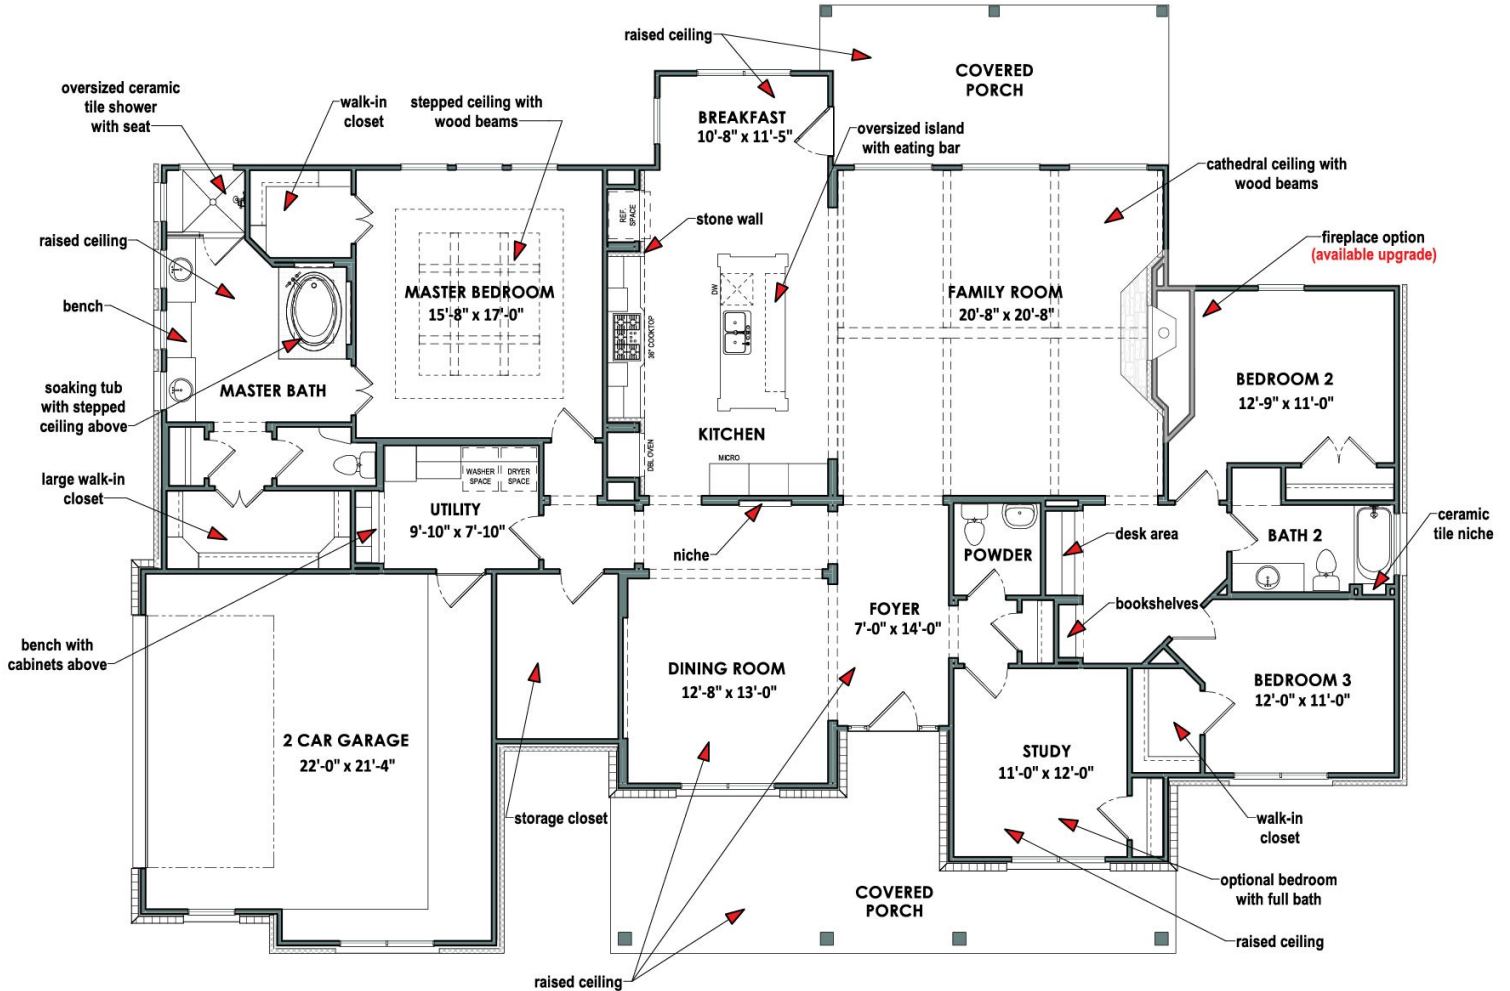 raised ceiling
COVERED
PORCH
oversized ceramic
tile shower
with seat
walk-in
closet
stepped ceiling with
wood beams
BREAKFAST
10'-8" x 11'-5"
oversized island
with eating bar
cathedral ceiling with
wood beams
REF.
SPACE
stone wall
raised ceiling
fireplace option
(available upgrade)
bench
DW
MASTER BEDROOM
15'-8" x 17'-0"
FAMILY ROOM
20'-8" x 20'-8"
36" COOKTOP
soaking tub
with stepped
ceiling above
MASTER BATH
BEDROOM 2
12'-9" x 11'-0"
KITCHEN
DBL OVEN
MICRO
large walk-in
closet
WASHER
SPACE
DRYER
SPACE
UTILITY
9'-10" x 7'-10"
niche
POWDER
desk area
BATH 2
ceramic
tile niche
bench with
cabinets above
FOYER
7'-0" x 14'-0"
bookshelves
DINING ROOM
12'-8" x 13'-0"
BEDROOM 3
12'-0" x 11'-0"
2 CAR GARAGE
22'-0" x 21'-4"
STUDY
11'-0" x 12'-0"
storage closet
walk-in
closet
COVERED
PORCH
optional bedroom
with full bath
raised ceiling
raised ceiling